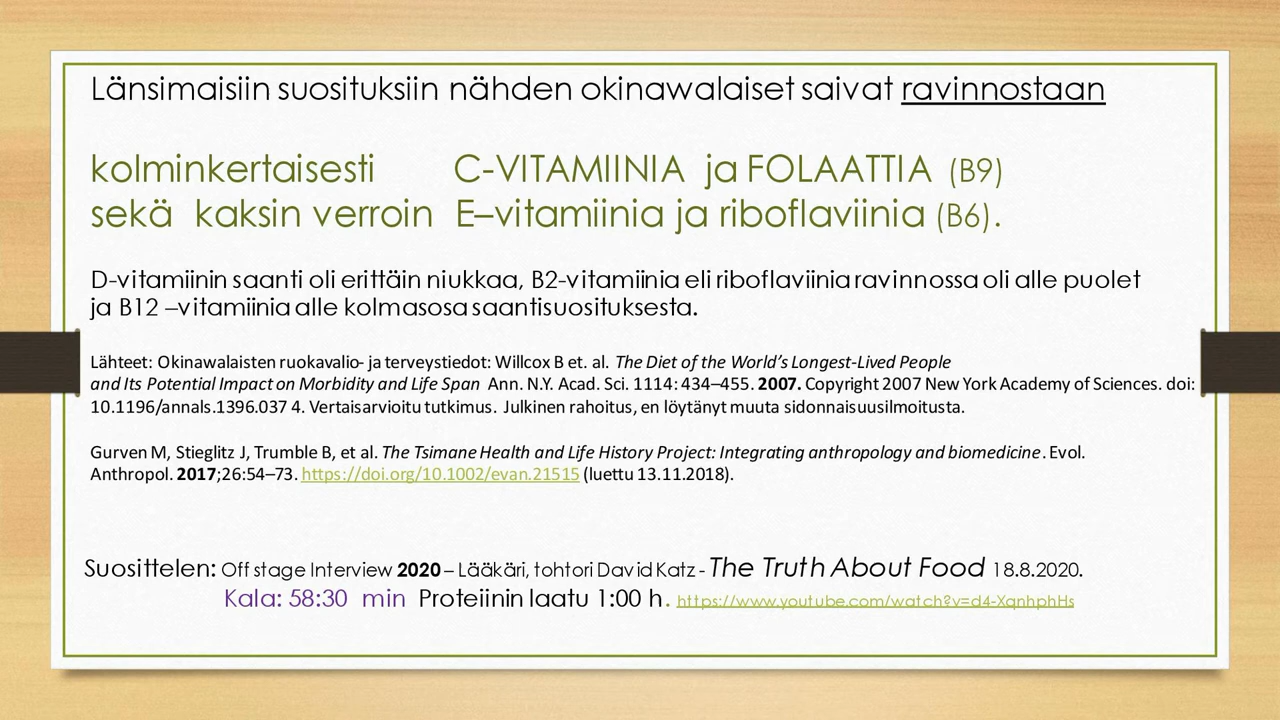 Länsimaisiin suosituksiin nähden okinawalaiset saivat ravinnostaan
kolminkertaisesti C-VITAMIINIA ja FOLAATTIA (B9)
sekä kaksin verroin E–vitamiinia ja riboflaviinia (B6).
D-vitamiinin saanti oli erittäin niukkaa, B2-vitamiinia eli riboflaviinia ravinnossa oli alle puolet
ja B12 –vitamiinia alle kolmasosa saantisuosituksesta.
Lähteet: Okinawalaisten ruokavalio- ja terveystiedot: Willcox B et. al. The Diet of the World's Longest-Lived People
and Its Potential Impact on Morbidity and Life Span Ann. N.Y. Acad. Sci. 1114: 434–455. 2007. Copyright 2007 New York Academy of Sciences. doi:
10.1196/annals.1396.037 4. Vertaisarvioitu tutkimus. Julkinen rahoitus, en löytänyt muuta sidonnaisuusilmoitusta.
Gurven M, Stieglitz J, Trumble B, et al. The Tsimane Health and Life History Project: Integrating anthropology and biomedicine. Evol.
Anthropol. 2017;26:54–73. https://doi.org/10.1002/evan.21515 (luettu 13.11.2018).
Suosittelen: Off stage Interview 2020 – Lääkäri, tohtori David Katz - The Truth About Food 18.8.2020.
Kala: 58:30 min Proteiinin laatu 1:00 h. https://www.youtube.com/watch?v=d4-XqnhphHs